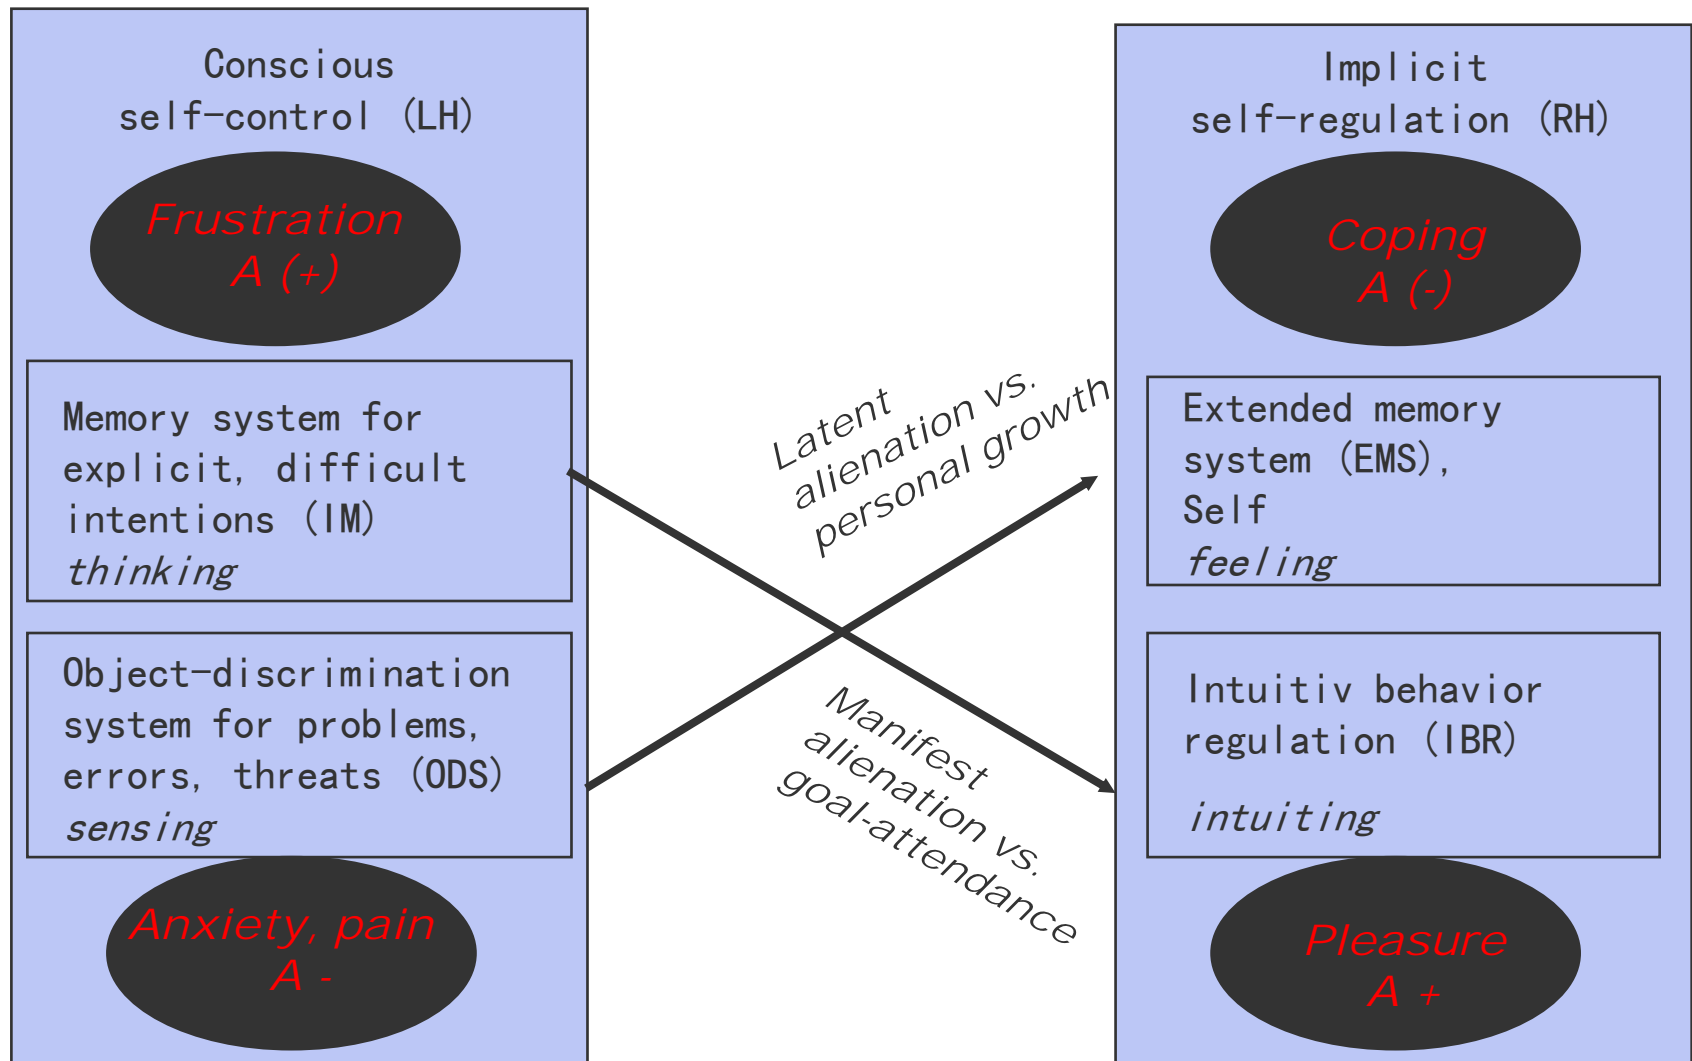 Conscious
self-control (LH)
Frustration
A (+)
Memory system for
explicit, difficult
intentions (IM)
thinking
Object-discrimination
system for problems,
errors, threats (ODS)
sensing
Anxiety, pain
A -
Latent
alienation vs.
personal growth
Manifest
alienation vs.
goal-attendance
Implicit
self-regulation (RH)
Coping
A (-)
Extended memory
system (EMS),
Self
feeling
Intuitiv behavior
regulation (IBR)
intuiting
Pleasure
A +